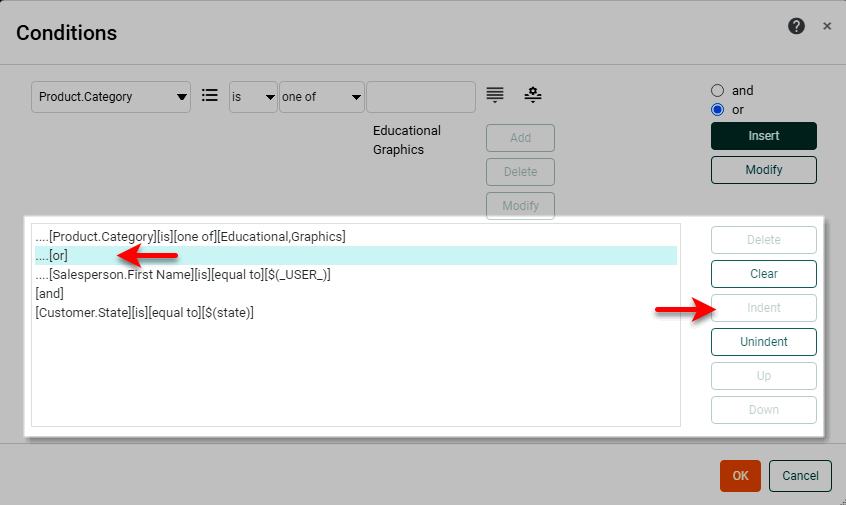 Conditions
Product.Category is one of
and
or
Educational
Graphics
Add
Delete
Modify
Insert
Modify
....[Product.Category][is][one of][Educational,Graphics]
....[or]
....[Salesperson.First Name][is][equal to][$(_USER_)]
[and]
[Customer.State][is][equal to][$(state)]
Delete
Clear
Indent
Unindent
Up
Down
OK
Cancel